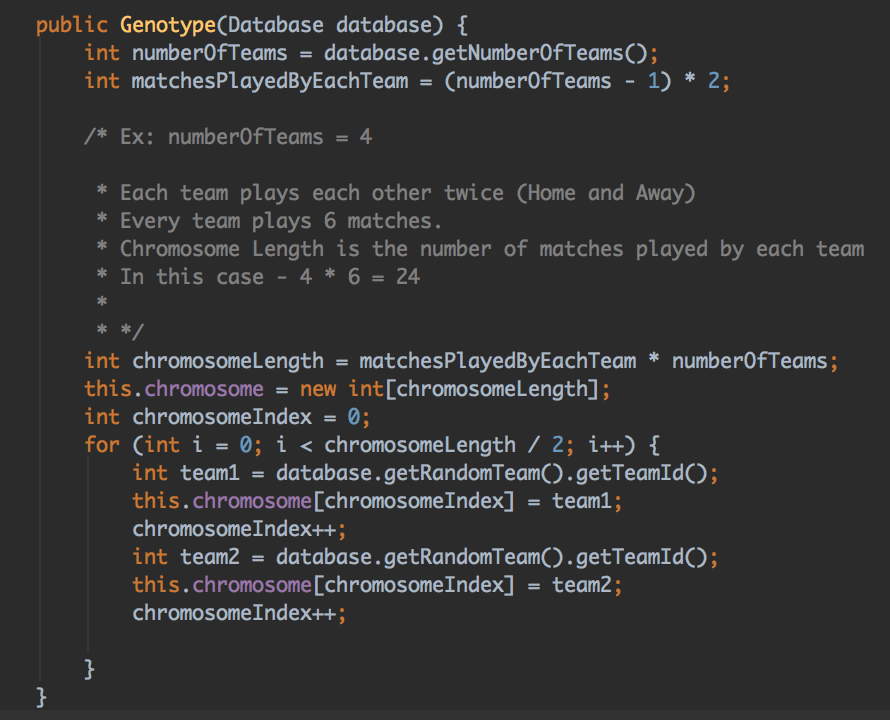 public Genotype(Database database) {
    int numberOfTeams = database.getNumberOfTeams();
    int matchesPlayedByEachTeam = (numberOfTeams - 1) * 2;

    /* Ex: numberOfTeams = 4

     * Each team plays each other twice (Home and Away)
     * Every team plays 6 matches.
     * Chromosome Length is the number of matches played by each team
     * In this case - 4 * 6 = 24
     *
     * */
    int chromosomeLength = matchesPlayedByEachTeam * numberOfTeams;
    this.chromosome = new int[chromosomeLength];
    int chromosomeIndex = 0;
    for (int i = 0; i < chromosomeLength / 2; i++) {
        int team1 = database.getRandomTeam().getTeamId();
        this.chromosome[chromosomeIndex] = team1;
        chromosomeIndex++;
        int team2 = database.getRandomTeam().getTeamId();
        this.chromosome[chromosomeIndex] = team2;
        chromosomeIndex++;

    }
}